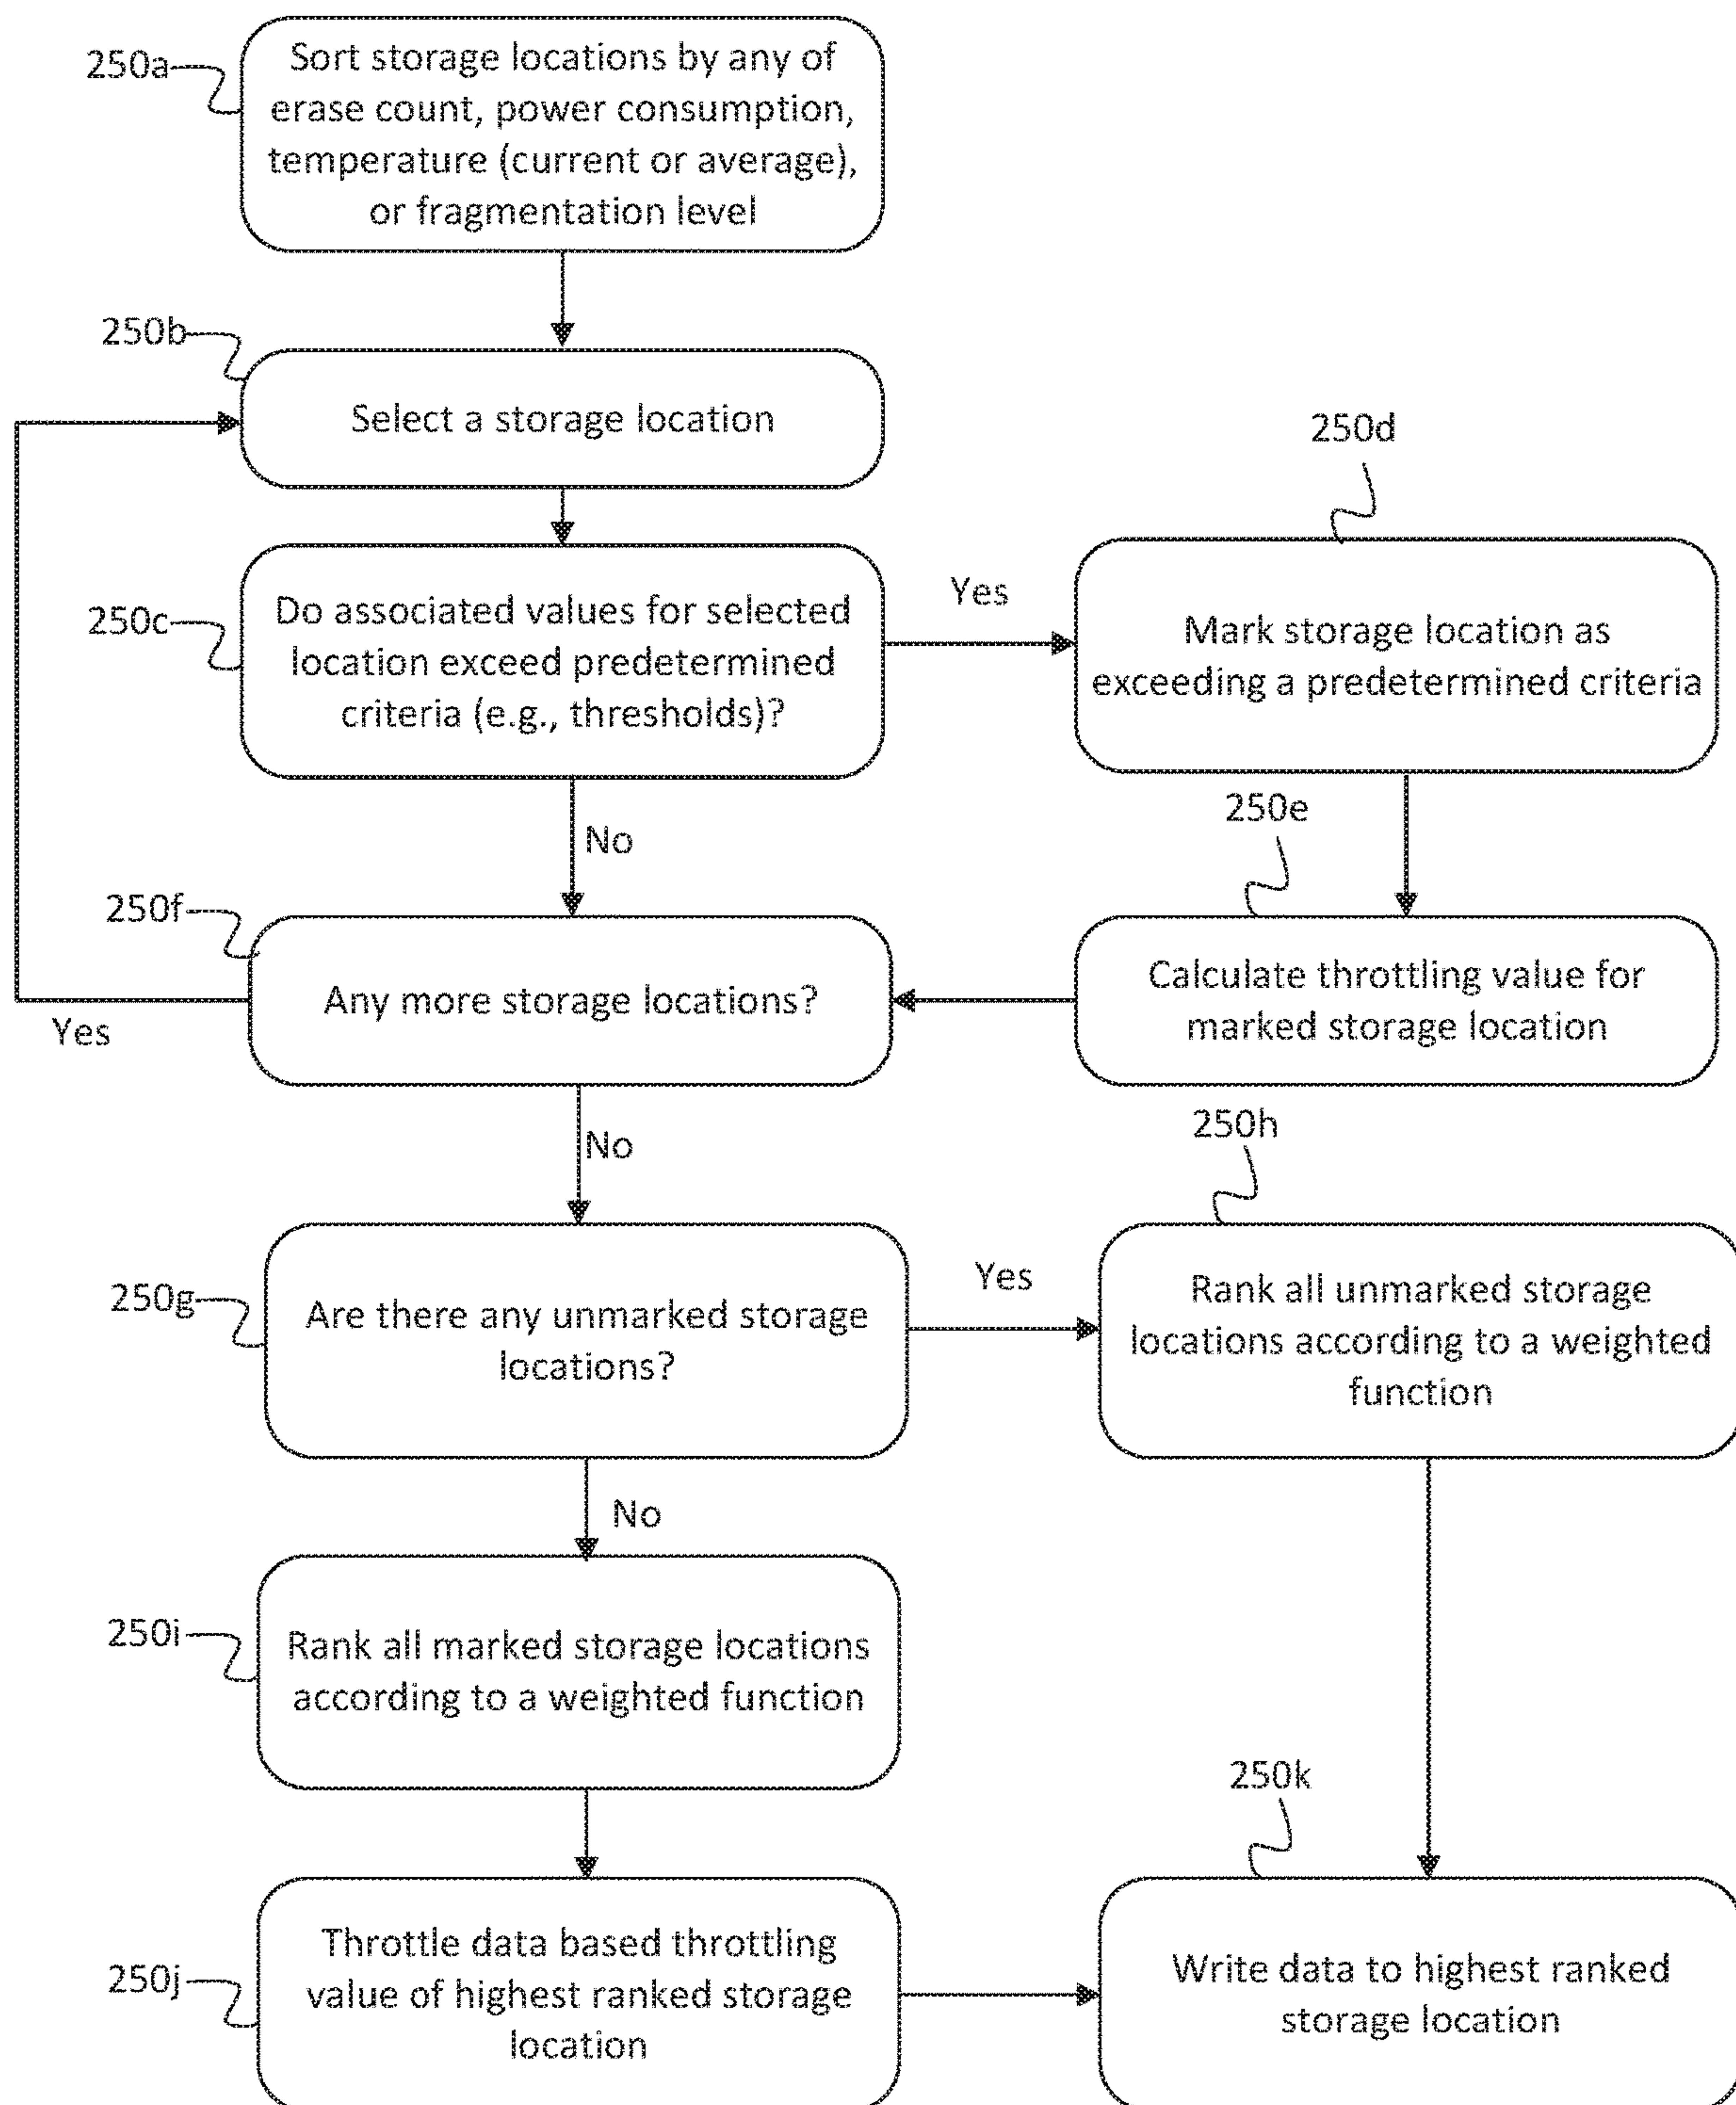 250a
Sort storage locations by any of
erase count, power consumption,
temperature (current or average),
or fragmentation level
250b
Select a storage location
250c
Do associated values for selected
location exceed predetermined
criteria (e.g., thresholds)?
Yes
250d
Mark storage location as
exceeding a predetermined criteria
No
250e
Calculate throttling value for
marked storage location
250f
Any more storage locations?
Yes
No
250g
Are there any unmarked storage
locations?
Yes
250h
Rank all unmarked storage
locations according to a weighted
function
No
250i
Rank all marked storage locations
according to a weighted function
250j
Throttle data based throttling
value of highest ranked storage
location
250k
Write data to highest ranked
storage location